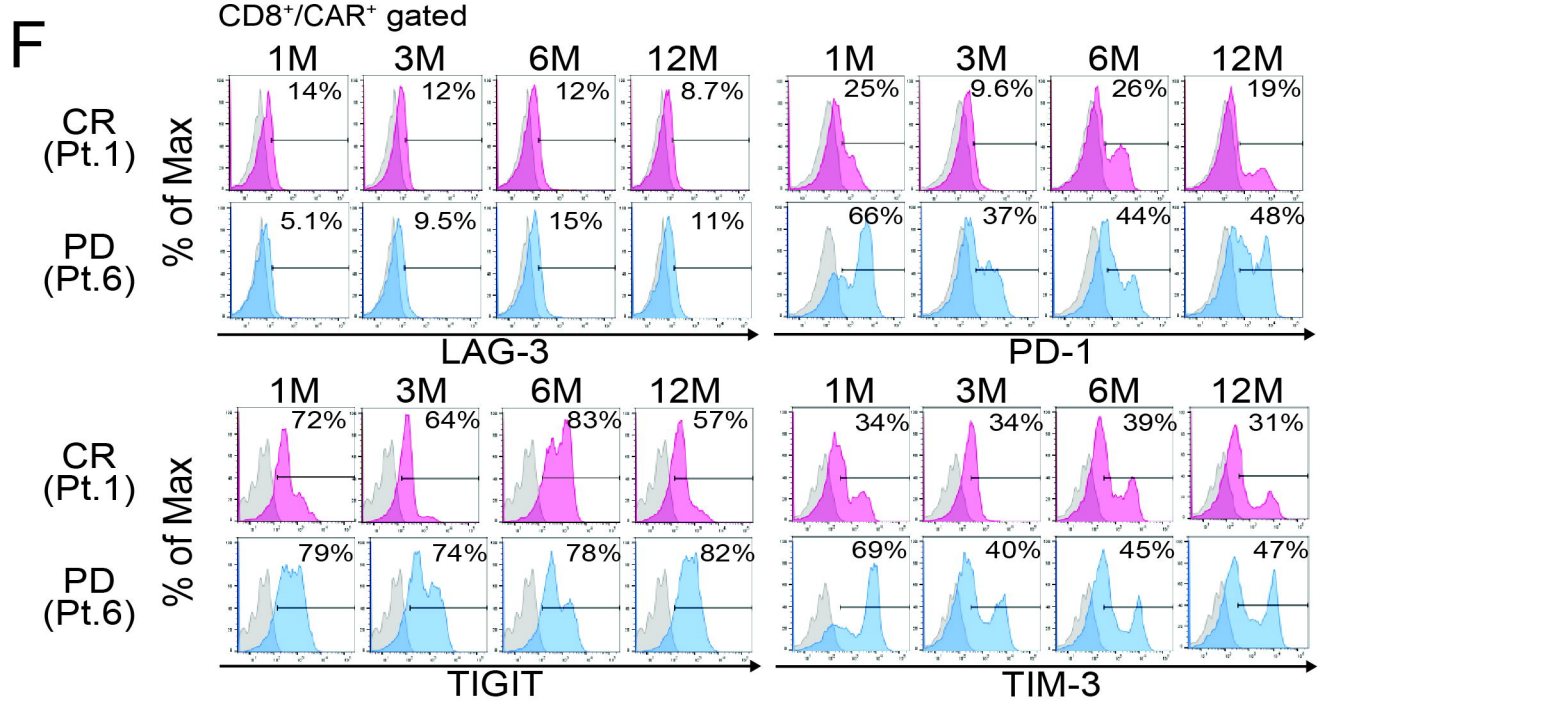 F
CD8⁺/CAR⁺ gated
1M 3M 6M 12M 1M 3M 6M 12M
CR
(Pt.1)
14% 12% 12% 8.7% 25% 9.6% 26% 19%
% of Max
PD
(Pt.6)
5.1% 9.5% 15% 11% 66% 37% 44% 48%
LAG-3 PD-1
1M 3M 6M 12M 1M 3M 6M 12M
CR
(Pt.1)
72% 64% 83% 57% 34% 34% 39% 31%
% of Max
PD
(Pt.6)
79% 74% 78% 82% 69% 40% 45% 47%
TIGIT TIM-3